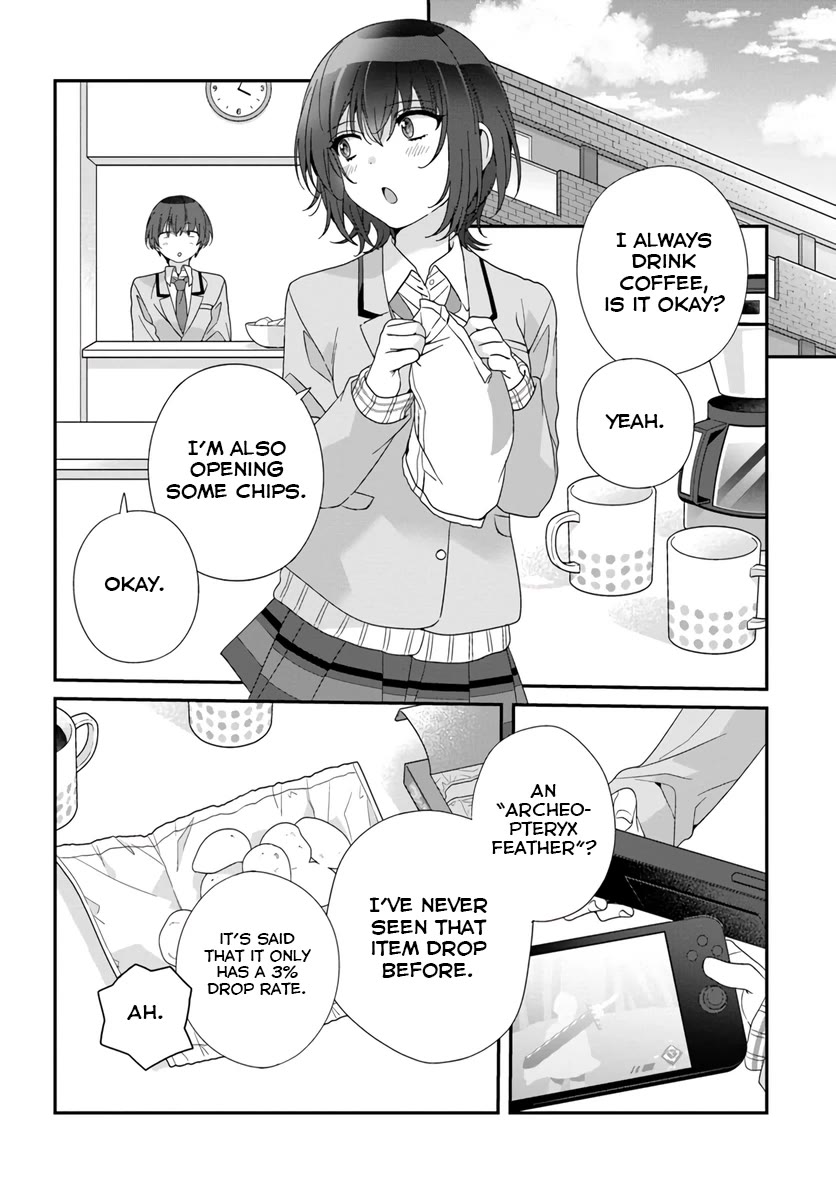 I ALWAYS
DRINK
COFFEE,
IS IT OKAY?
YEAH.
I'M ALSO
OPENING
SOME CHIPS.
OKAY.
AN
"ARCHEO-
PTERYX
FEATHER"?
I'VE NEVER
SEEN THAT
ITEM DROP
BEFORE.
IT'S SAID
THAT IT ONLY
HAS A 3%
DROP RATE.
AH.